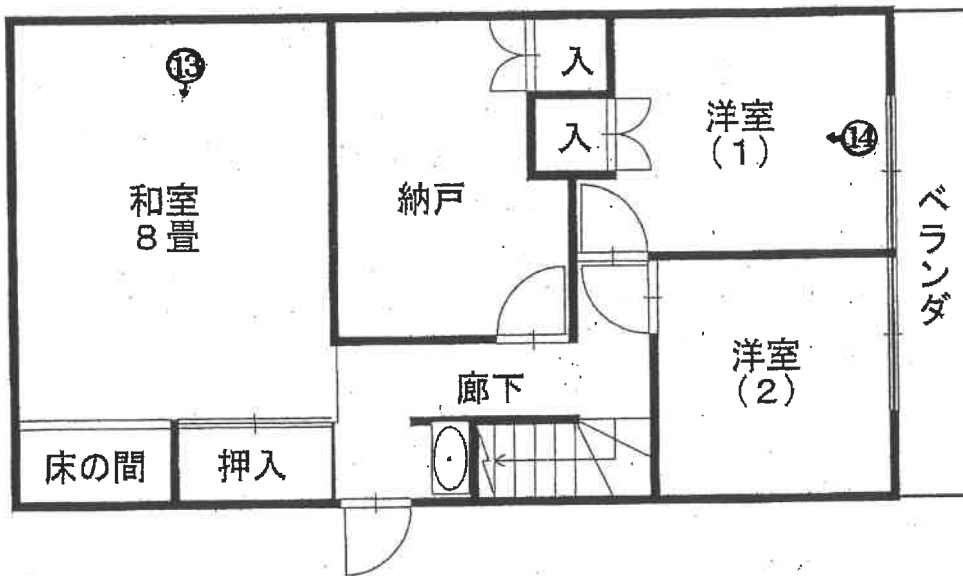 ⑬
和室
8畳
納戸
入
入
洋室
(1)
⑭
ベランダ
洋室
(2)
廊下
床の間
押入